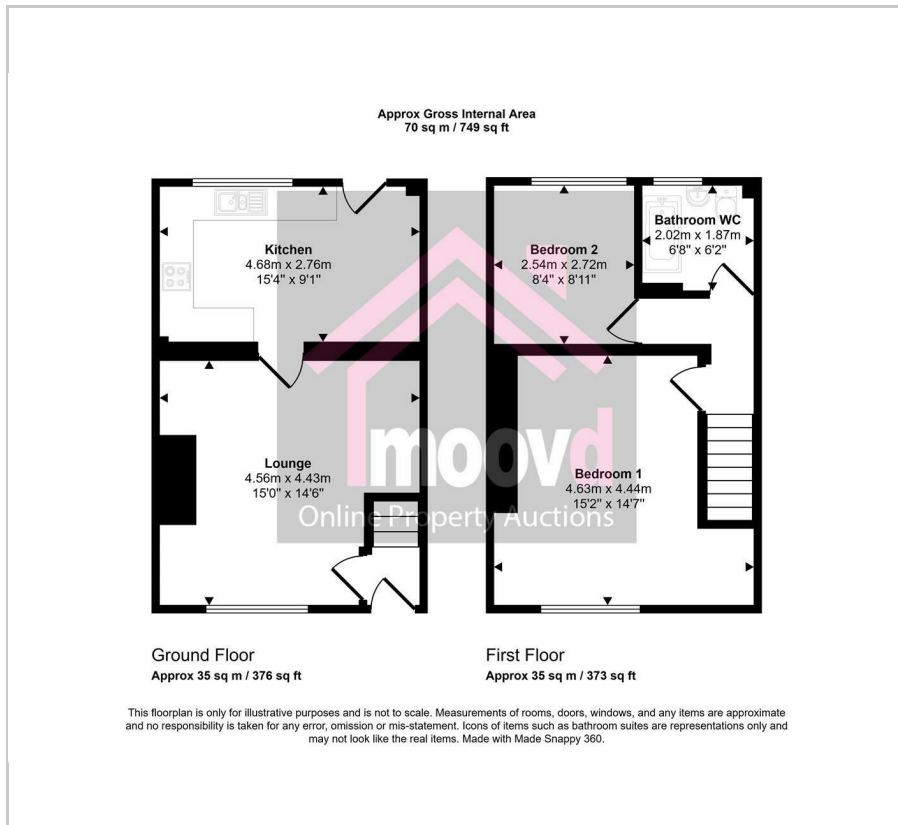 Approx Gross Internal Area
70 sq m / 749 sq ft
Kitchen
4.68m x 2.76m
15'4" x 9'1"
Lounge
4.56m x 4.43m
15'0" x 14'6"
Bedroom 2
2.54m x 2.72m
8'4" x 8'11"
Bathroom WC
2.02m x 1.87m
6'8" x 6'2"
Bedroom 1
4.63m x 4.44m
15'2" x 14'7"
moovd
Online Property Auctions
Ground Floor
Approx 35 sq m / 376 sq ft
First Floor
Approx 35 sq m / 373 sq ft
This floorplan is only for illustrative purposes and is not to scale. Measurements of rooms, doors, windows, and any items are approximate
and no responsibility is taken for any error, omission or mis-statement. Icons of items such as bathroom suites are representations only and
may not look like the real items. Made with Made Snappy 360.